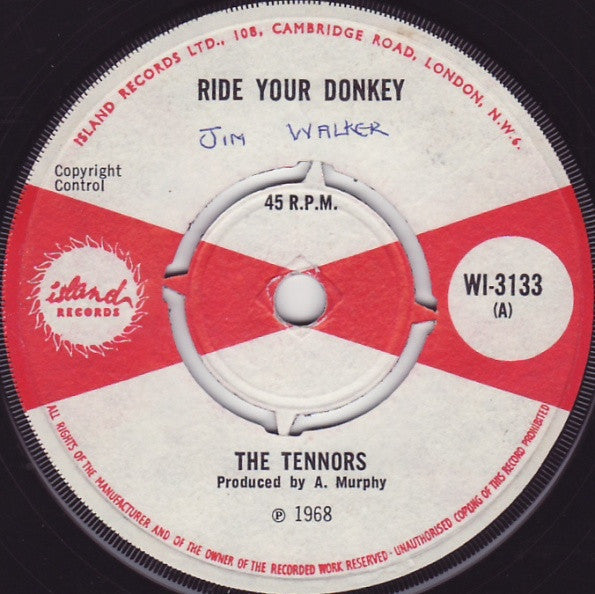 ISLAND RECORDS LTD., 108, CAMBRIDGE ROAD, LONDON, N.W.6.
RIDE YOUR DONKEY
JIM WALKER
Copyright
Control
45 R.P.M.
island
RECORDS
WI-3133
(A)
THE TENNORS
Produced by A. Murphy
℗ 1968
ALL RIGHTS OF THE MANUFACTURER AND OF THE OWNER OF THE RECORDED WORK RESERVED - UNAUTHORISED COPYING OF THIS RECORD PROHIBITED